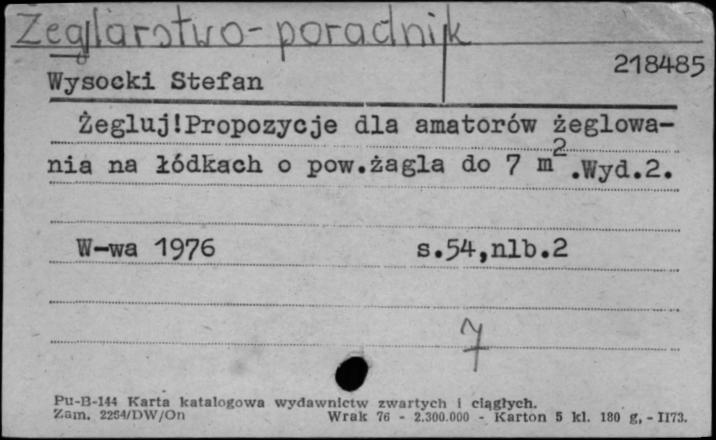 Żeglarstwo - poradnik
218485
Wysocki Stefan
Żegluj!Propozycje dla amatorów żeglowa-
nia na łódkach o pow.żagla do 7 m².Wyd.2.
W-wa 1976 s.54,nlb.2
7
Pu-B-144 Karta katalogowa wydawnictw zwartych i ciągłych.
Zam. 2254/DW/On Wrak 76 - 2.300.000 - Karton 5 kl. 180 g. - II73.